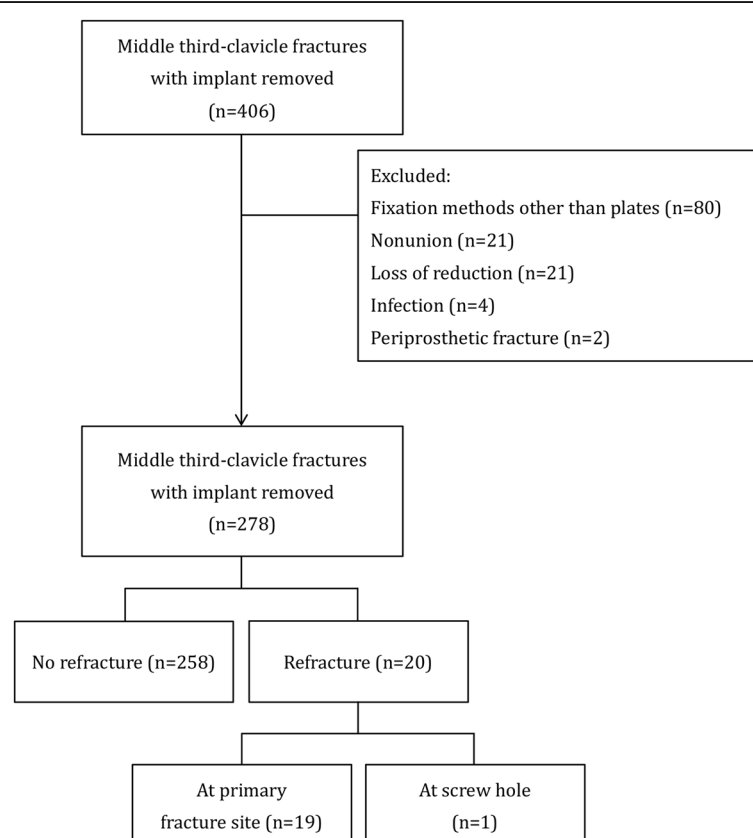 Middle third-clavicle fractures
with implant removed
(n=406)
Excluded:
Fixation methods other than plates (n=80)
Nonunion (n=21)
Loss of reduction (n=21)
Infection (n=4)
Periprosthetic fracture (n=2)
Middle third-clavicle fractures
with implant removed
(n=278)
No refracture (n=258)
Refracture (n=20)
At primary
fracture site (n=19)
At screw hole
(n=1)